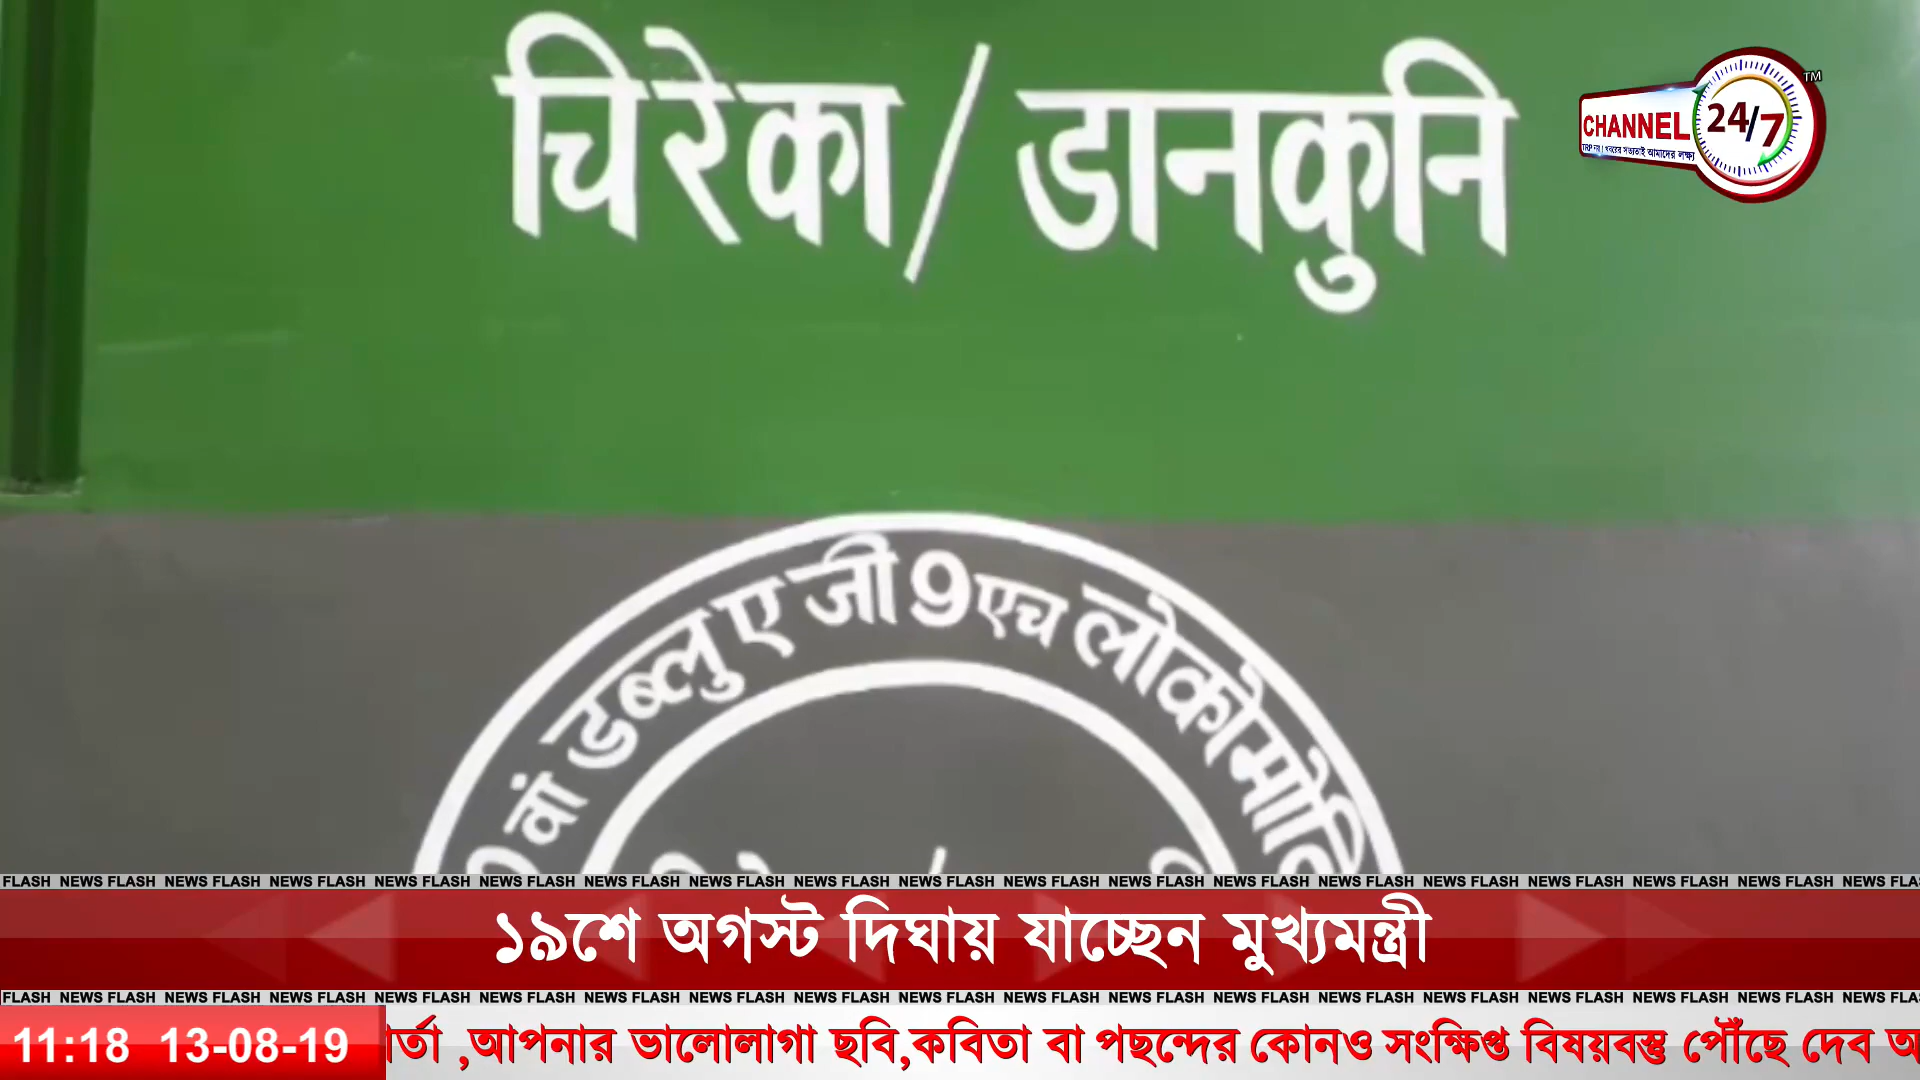 चिरेका/डानकुनि
CHANNEL 24/7 TM
वां डब्लु ए जी 9 एच लोकोमोटि
FLASH NEWS FLASH NEWS FLASH NEWS FLASH NEWS FLASH NEWS FLASH NEWS FLASH NEWS FLASH NEWS FLASH NEWS FLASH NEWS FLASH NEWS FLASH NEWS FLASH NEWS FLASH NEWS FLASH NEWS FLASH NEWS FLASH NEWS FLASH NEWS FLA
১৯শে অগস্ট দিঘায় যাচ্ছেন মুখ্যমন্ত্রী
FLASH NEWS FLASH NEWS FLASH NEWS FLASH NEWS FLASH NEWS FLASH NEWS FLASH NEWS FLASH NEWS FLASH NEWS FLASH NEWS FLASH NEWS FLASH NEWS FLASH NEWS FLASH NEWS FLASH NEWS FLASH NEWS FLASH NEWS FLASH NEWS FLA
11:18 13-08-19 র্তা ,আপনার ভালোলাগা ছবি,কবিতা বা পছন্দের কোনও সংক্ষিপ্ত বিষয়বস্তু পৌঁছে দেব